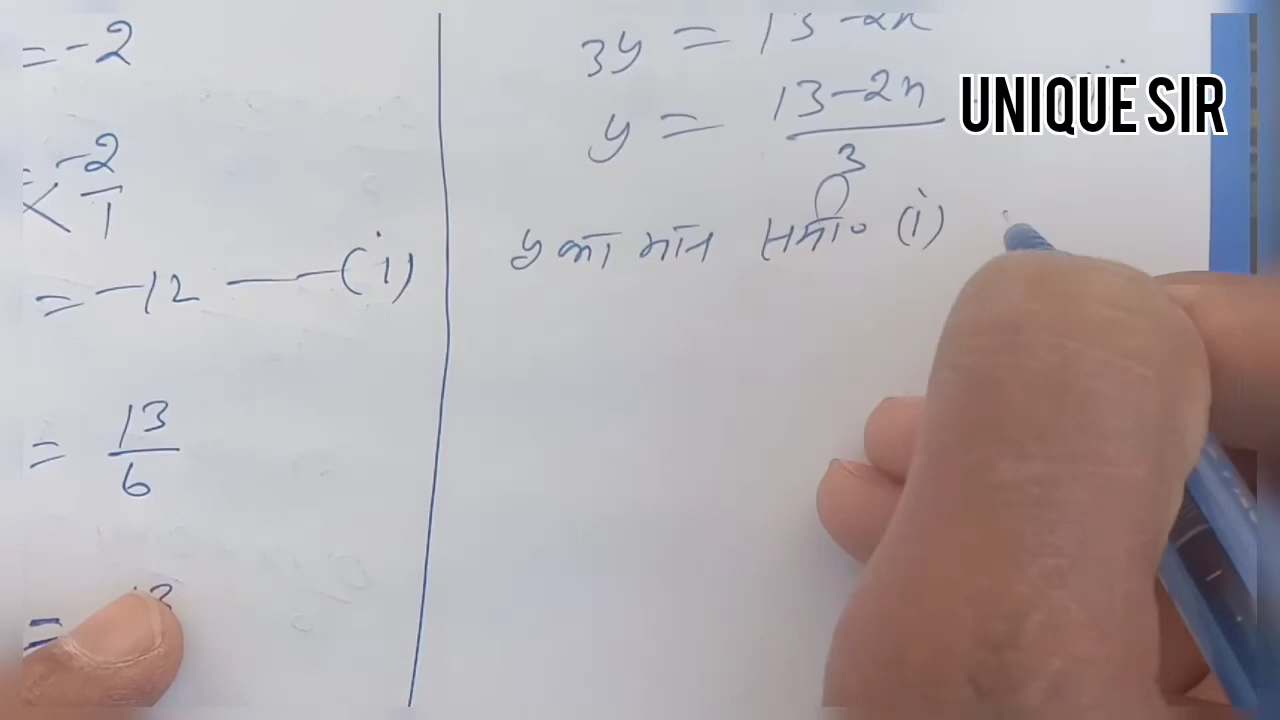 = -2
= -2/1
= -12 —— (i)
= 13/6
=
3y = 13 - 2x
y = (13 - 2x)/3
UNIQUE SIR
y का मान समी० (i)